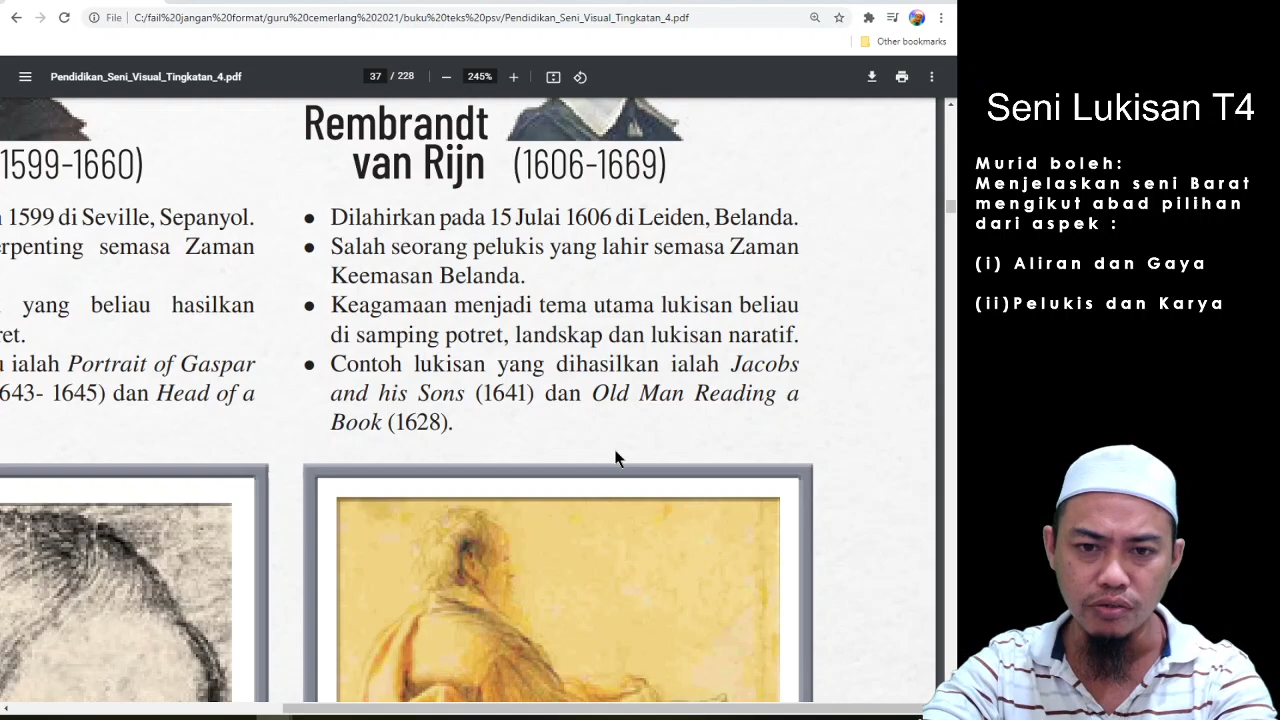 File
C:/fail%20jangan%20format/guru%20cemerlang%202021/buku%20teks%20psv/Pendidikan_Seni_Visual_Tingkatan_4.pdf
Other bookmarks
Pendidikan_Seni_Visual_Tingkatan_4.pdf
37 / 228
245%
1599-1660)
1599 di Seville, Sepanyol.
semasa Zaman
yang beliau hasilkan
ialah Portrait of Gaspar
1645) dan Head of a
Rembrandt
van Rijn (1606-1669)
● Dilahirkan pada 15 Julai 1606 di Leiden, Belanda.
● Salah seorang pelukis yang lahir semasa Zaman
Keemasan Belanda.
● Keagamaan menjadi tema utama lukisan beliau
di samping potret, landskap dan lukisan naratif.
● Contoh lukisan yang dihasilkan ialah Jacobs
and his Sons (1641) dan Old Man Reading a
Book (1628).
Seni Lukisan T4
Murid boleh:
Menjelaskan seni Barat
mengikut abad pilihan
dari aspek :
(i) Aliran dan Gaya
(ii)Pelukis dan Karya